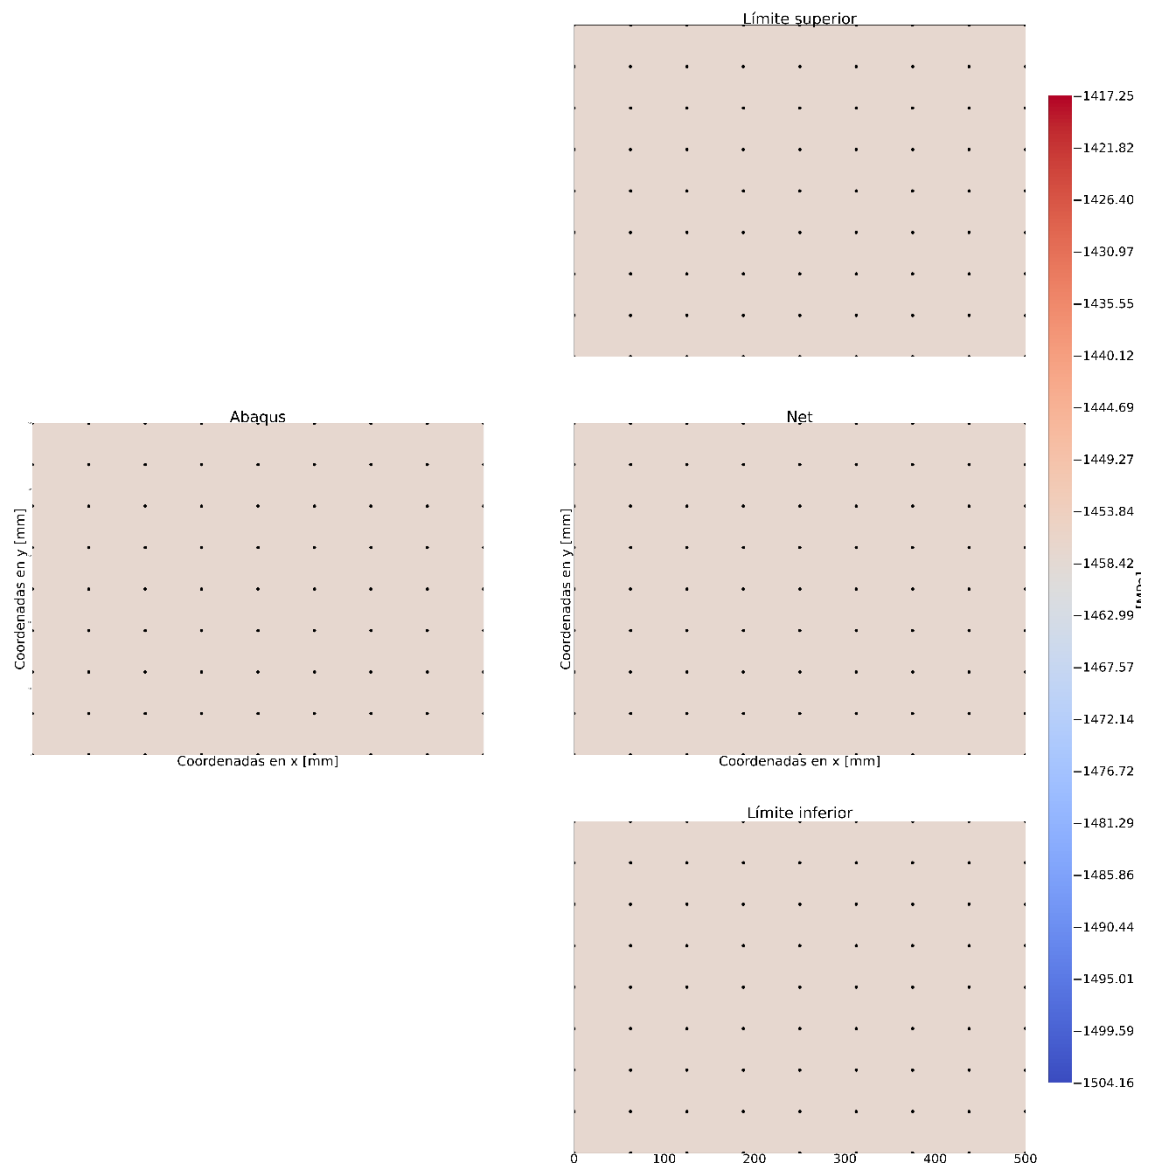 Límite superior
−1417.25
−1421.82
−1426.40
−1430.97
−1435.55
−1440.12
−1444.69
−1449.27
−1453.84
−1458.42
−1462.99
−1467.57
−1472.14
−1476.72
−1481.29
−1485.86
−1490.44
−1495.01
−1499.59
−1504.16
Abaqus
Coordenadas en y [mm]
Coordenadas en x [mm]
Net
Coordenadas en y [mm]
Coordenadas en x [mm]
Límite inferior
0 100 200 300 400 500